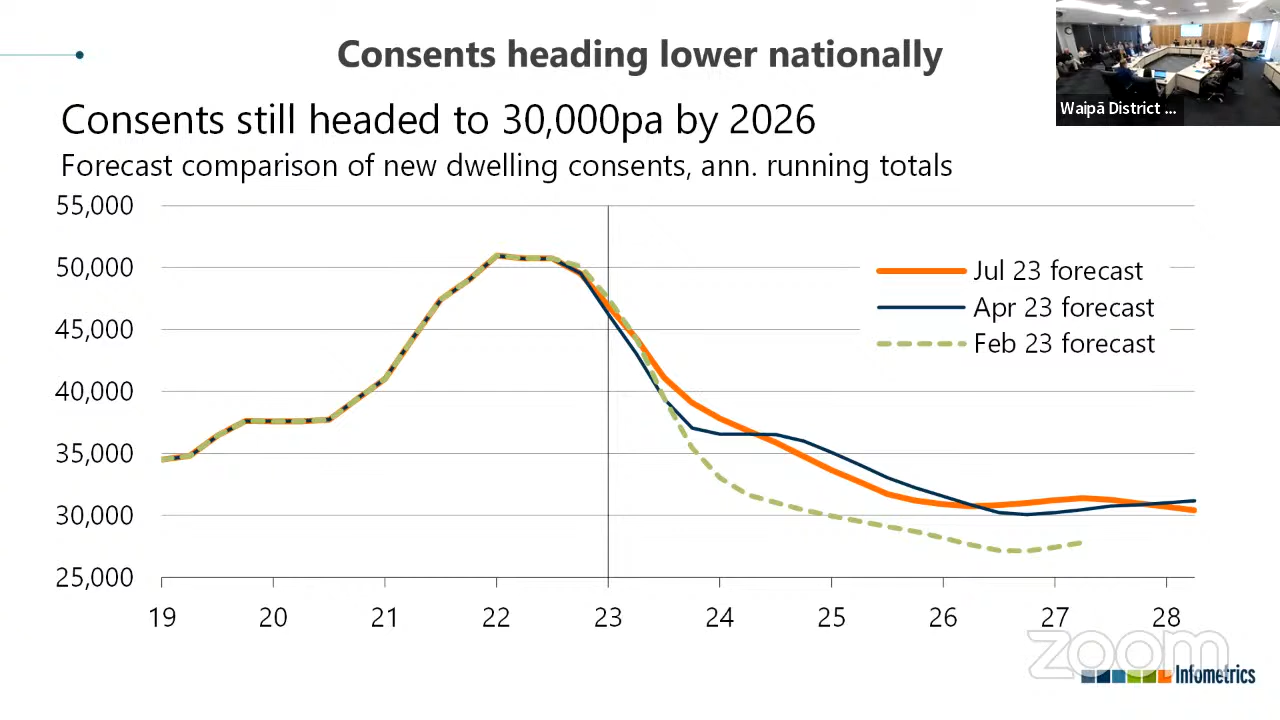 Consents heading lower nationally
Waipā District ...
Consents still headed to 30,000pa by 2026
Forecast comparison of new dwelling consents, ann. running totals
55,000
50,000
45,000
40,000
35,000
30,000
25,000
Jul 23 forecast
Apr 23 forecast
Feb 23 forecast
19 20 21 22 23 24 25 26 27 28
zoom
Infometrics